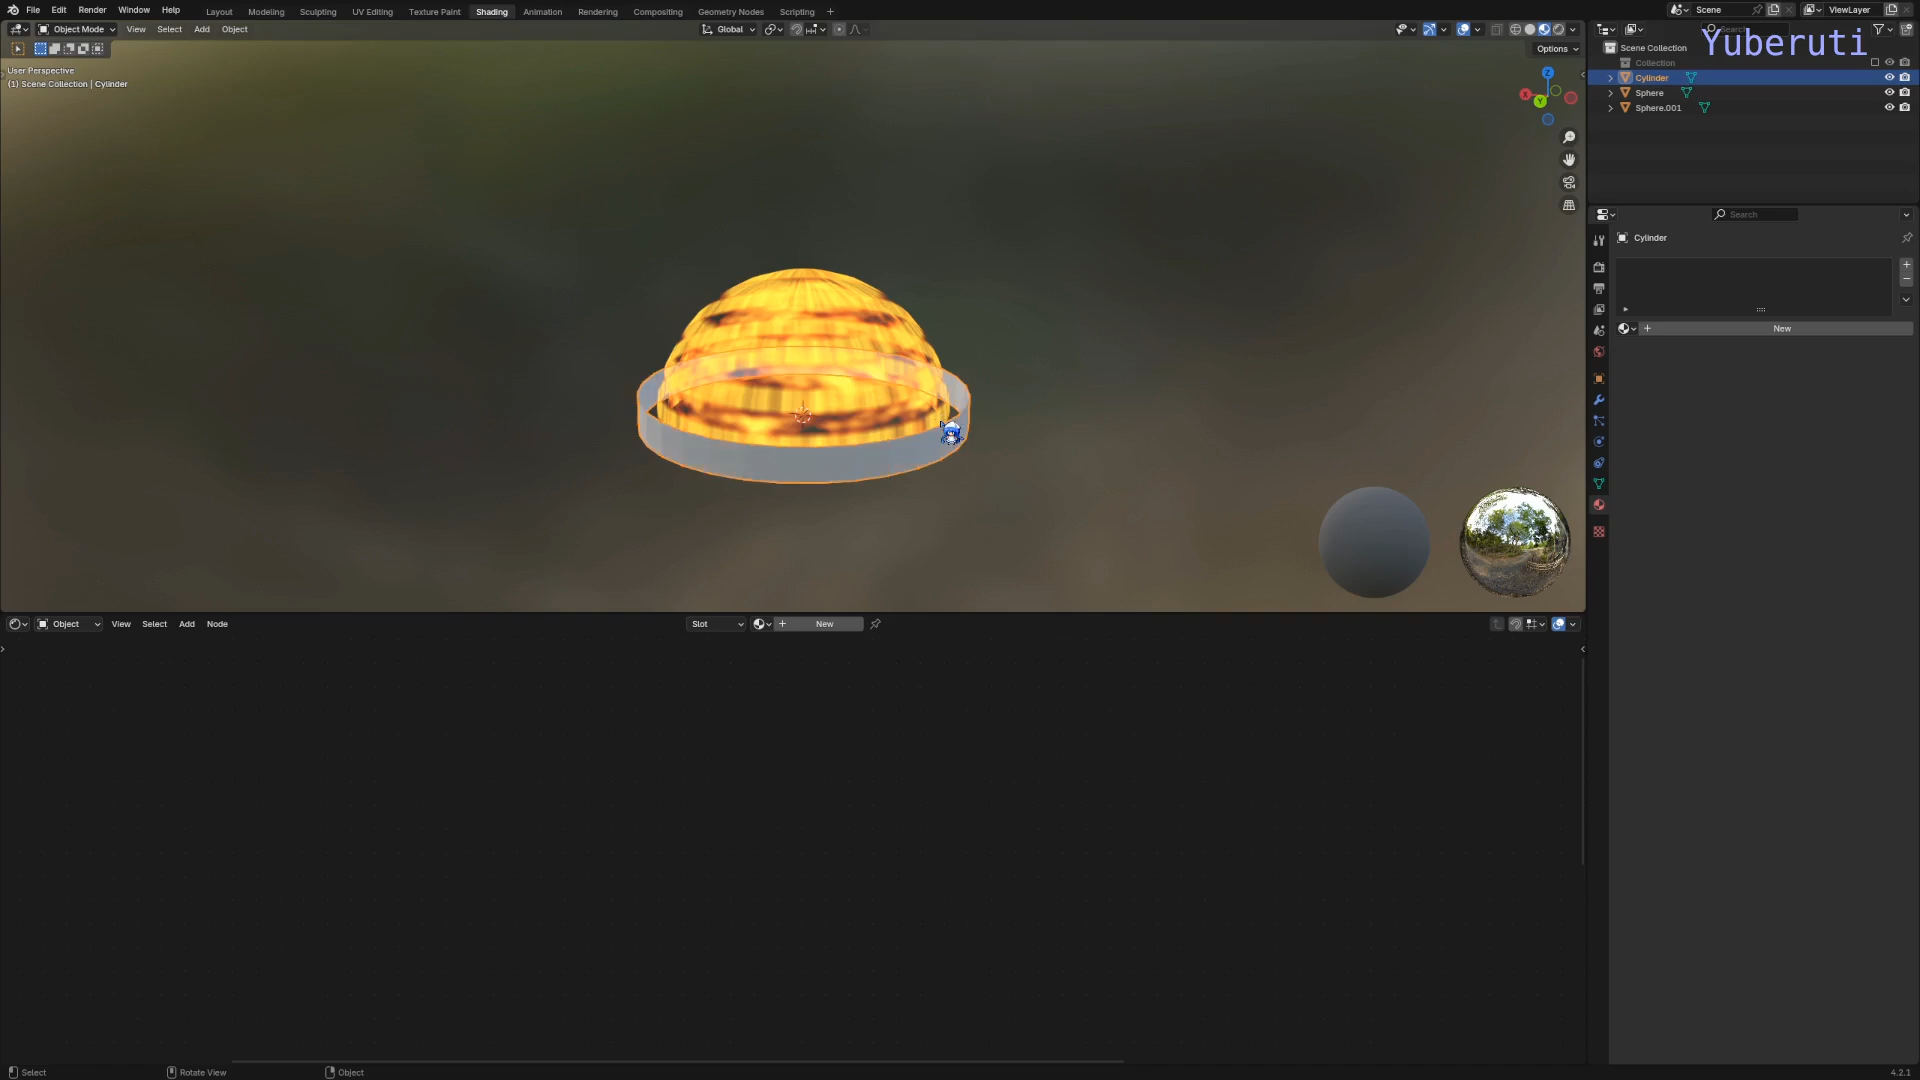 File Edit Render Window Help Layout Modeling Sculpting UV Editing Texture Paint Shading Animation Rendering Compositing Geometry Nodes Scripting + Scene ViewLayer
Object Mode View Select Add Object Global
Yuberuti
Options
User Perspective
(1) Scene Collection | Cylinder
X Y Z
Scene Collection
Collection
Cylinder
Sphere
Sphere.001
Search
Cylinder
New
Object View Select Add Node Slot New
Select Rotate View Object 4.2.1